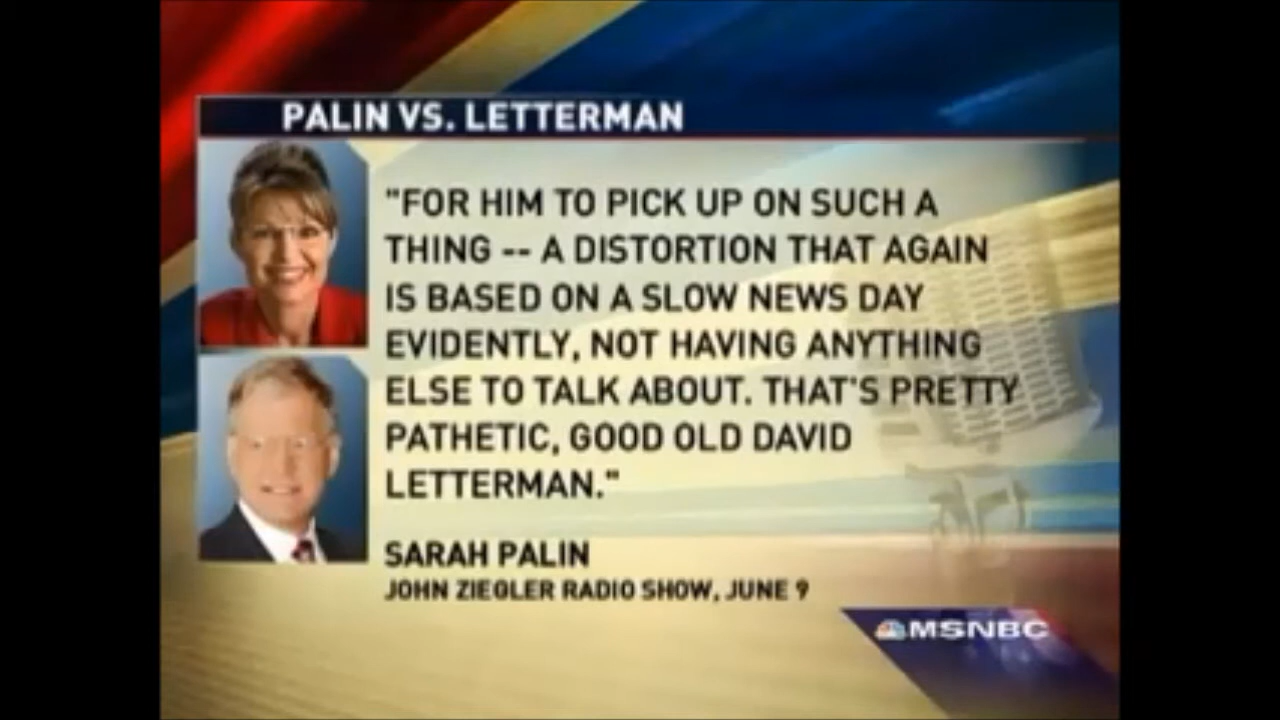 PALIN VS. LETTERMAN
"FOR HIM TO PICK UP ON SUCH A
THING -- A DISTORTION THAT AGAIN
IS BASED ON A SLOW NEWS DAY
EVIDENTLY, NOT HAVING ANYTHING
ELSE TO TALK ABOUT. THAT'S PRETTY
PATHETIC, GOOD OLD DAVID
LETTERMAN."
SARAH PALIN
JOHN ZIEGLER RADIO SHOW, JUNE 9
MSNBC